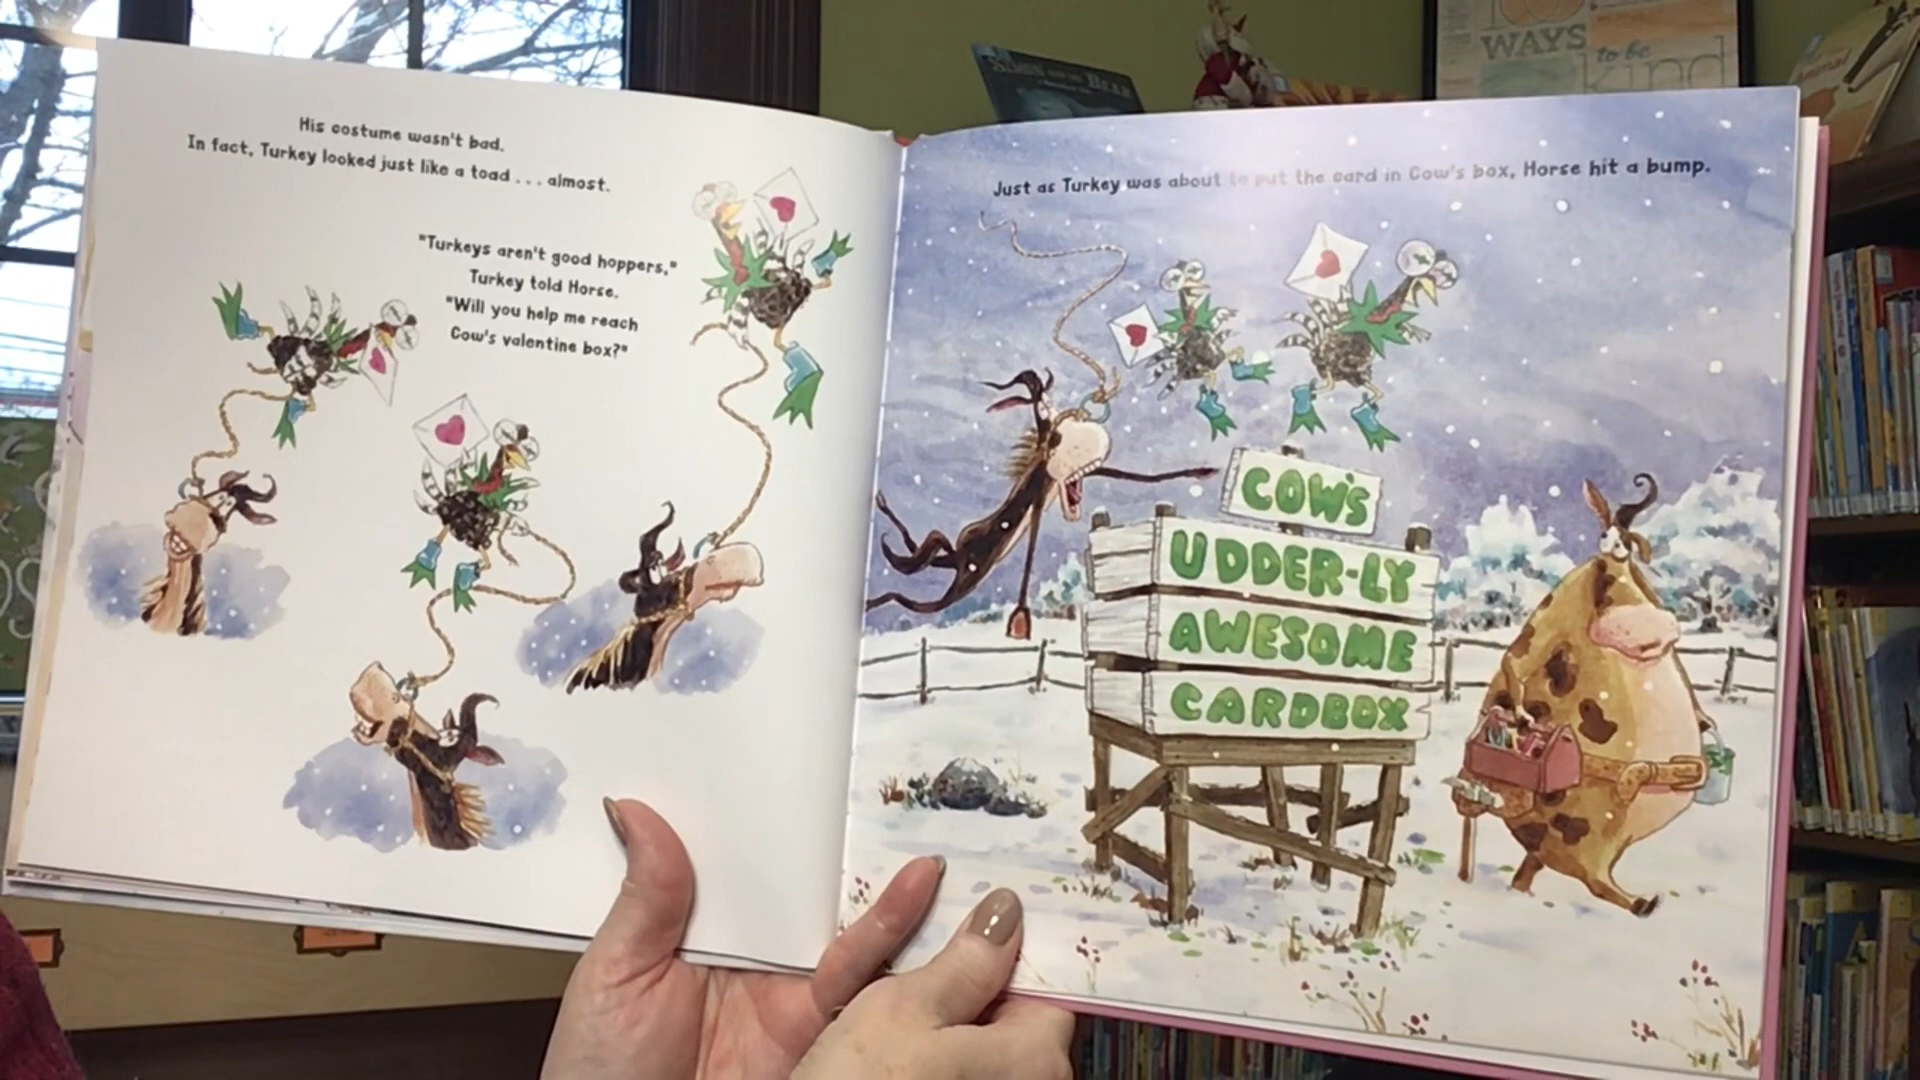 His costume wasn't bad.
In fact, Turkey looked just like a toad . . . almost.
"Turkeys aren't good hoppers,"
Turkey told Horse.
"Will you help me reach
Cow's valentine box?"
Just as Turkey was about to put the card in Cow's box, Horse hit a bump.
COW'S
UDDER-LY
AWESOME
CARDBOX
WAYS
to be
kind